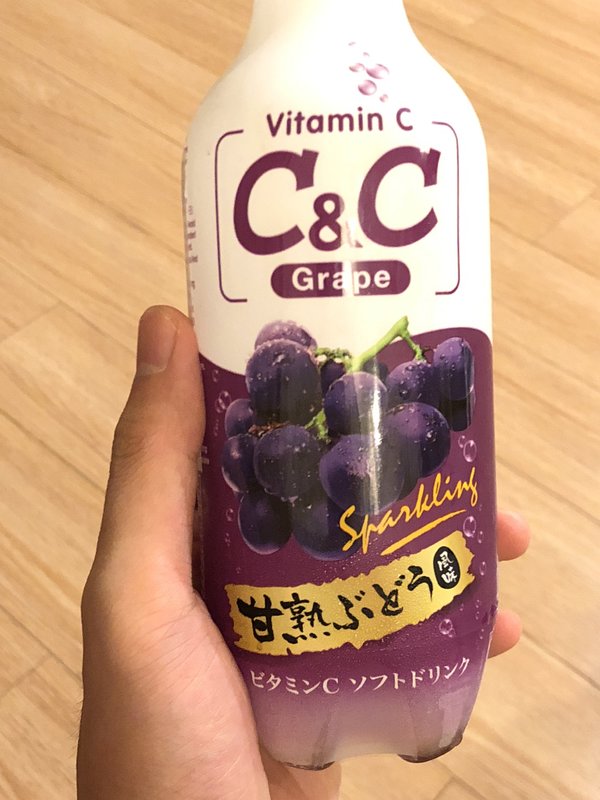 Vitamin C
C&C
Grape
Sparkling
甘熟ぶどう風味
ビタミンC ソフトドリンク